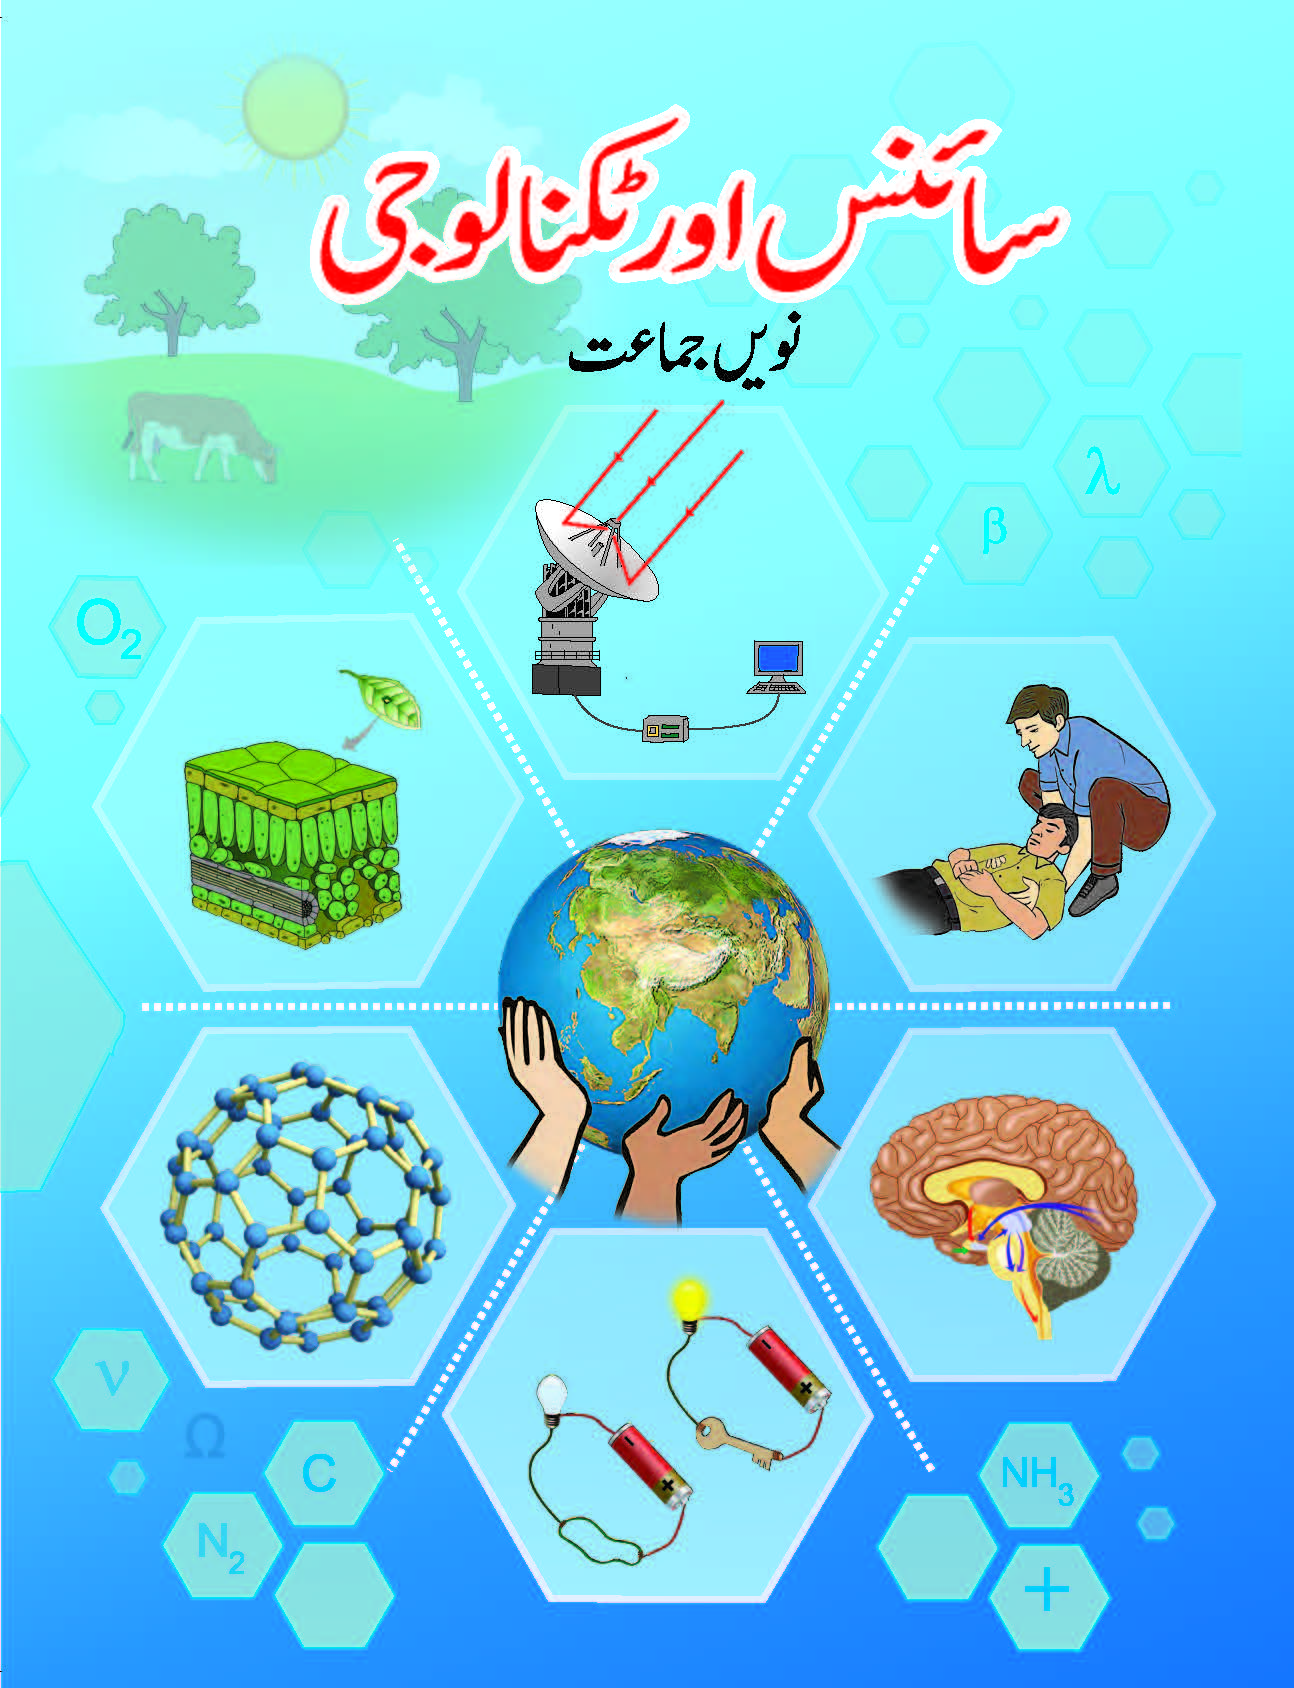 سائنس اور ٹکنالوجی
نویں جماعت
λ
β
O₂
ν
Ω
C
N₂
NH₃
+
− +
− +